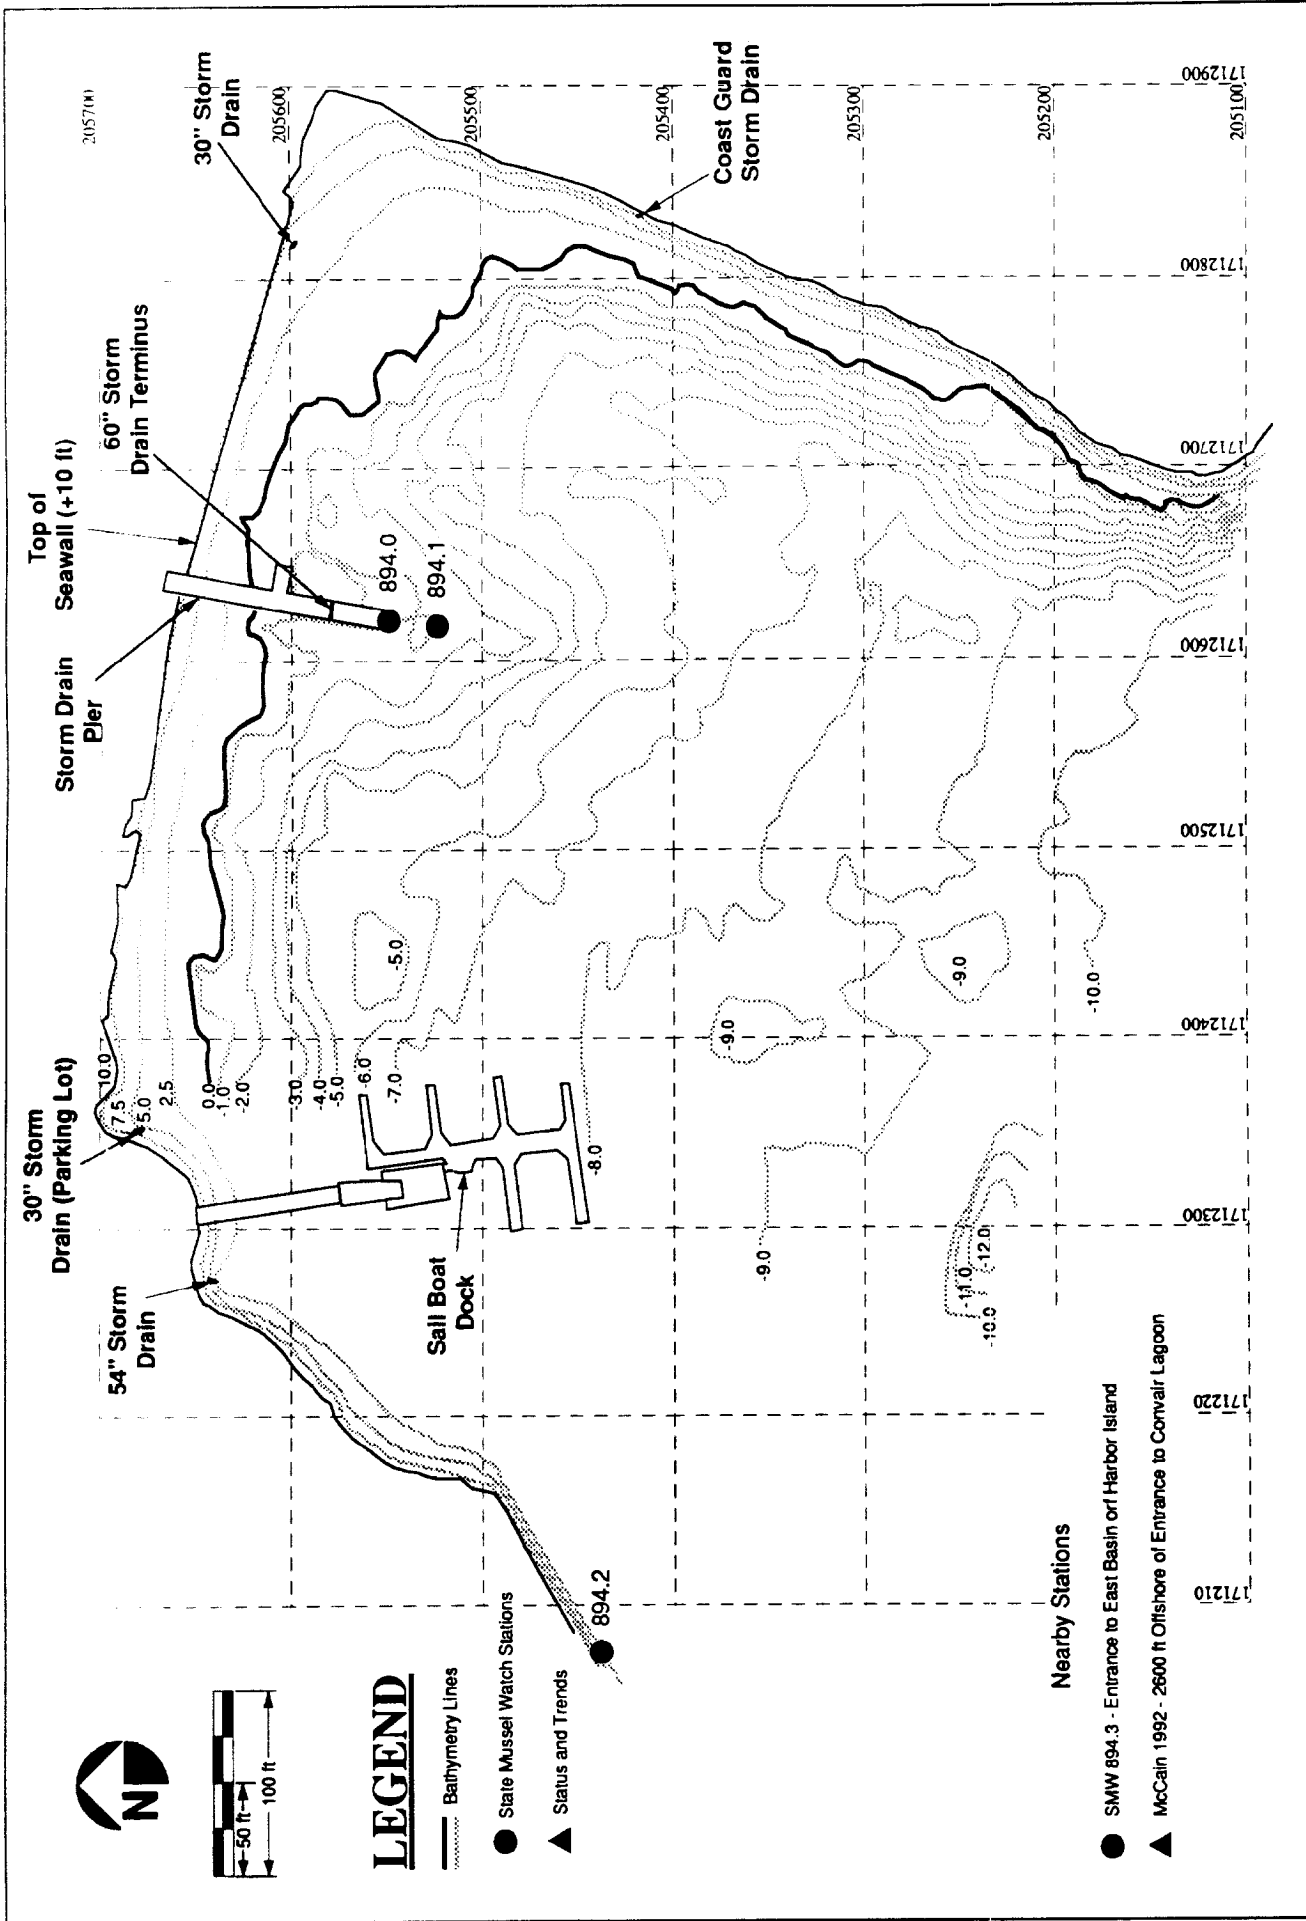 205700
205600
205500
205400
205300
205200
205100
1712900
1712800
1712700
1712600
1712500
1712400
1712300
171220
171210
30" Storm
Drain
Coast Guard
Storm Drain
60" Storm
Drain Terminus
Top of
Seawall (+10 ft)
Storm Drain
Pier
894.0
894.1
30" Storm
Drain (Parking Lot)
10.0
7.5
5.0
2.5
0.0
-1.0
-2.0
-3.0
-4.0
-5.0
-6.0
-7.0
-8.0
-5.0
-9.0
-9.0
-10.0
-9.0
-12.0
-11.0
-10.0
54" Storm
Drain
Sail Boat
Dock
894.2
N
50 ft
100 ft
LEGEND
Bathymetry Lines
State Mussel Watch Stations
Status and Trends
Nearby Stations
SMW 894.3 - Entrance to East Basin orf Harbor Island
McCain 1992 - 2600 ft Offshore of Entrance to Convair Lagoon